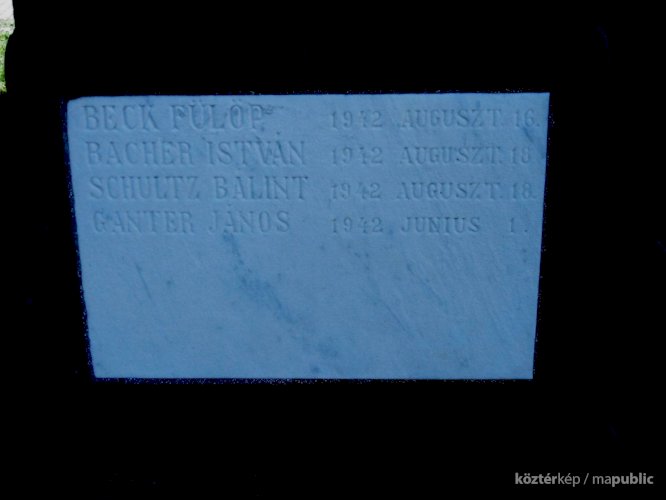 BECK FÜLÖP 1942 AUGUSZT. 16.
BACHER ISTVÁN 1942 AUGUSZT. 18.
SCHULTZ BÁLINT 1942 AUGUSZT. 18.
GANTER JÁNOS 1942 JUNIUS 1.
köztérkép / mapublic